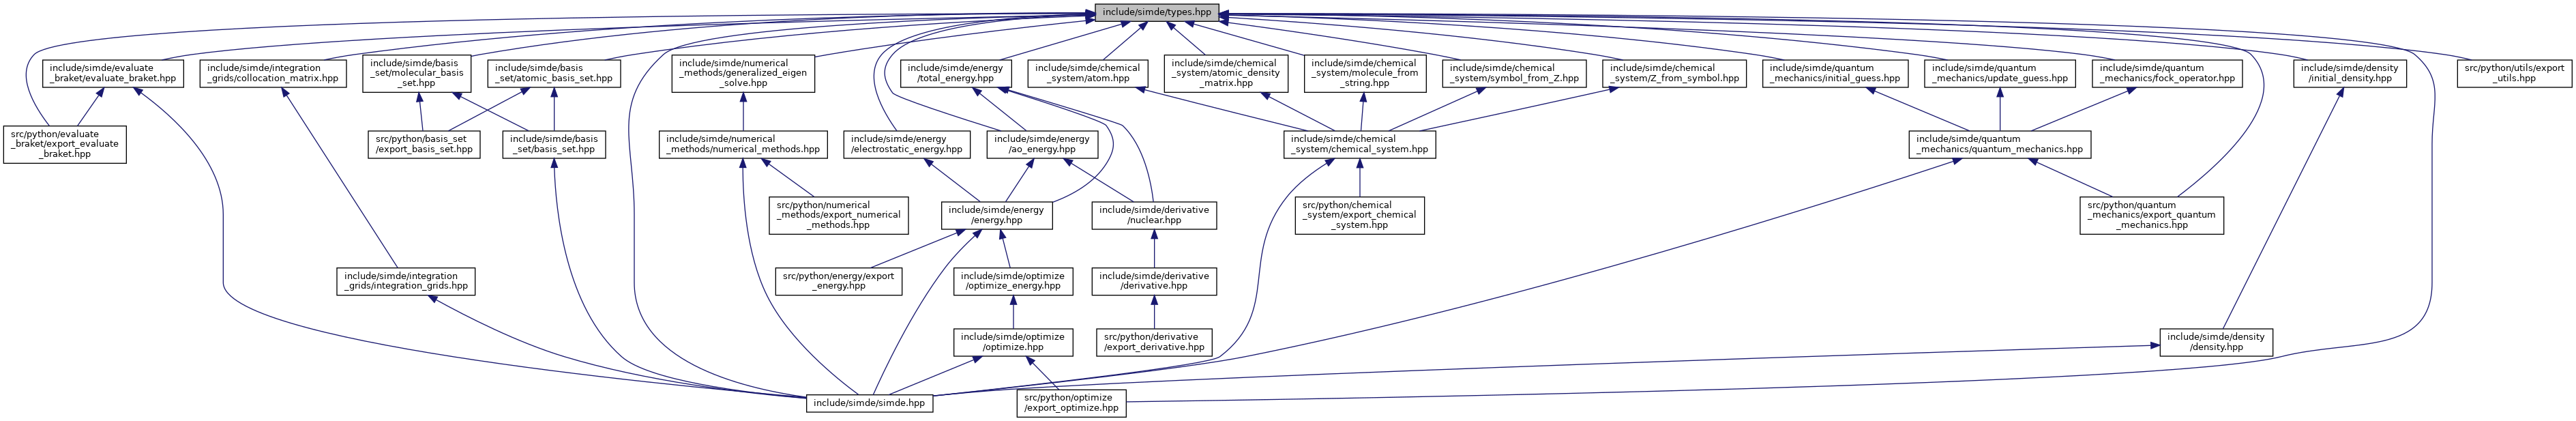 include/simde/types.hpp
include/simde/evaluate
_braket/evaluate_braket.hpp
include/simde/integration
_grids/collocation_matrix.hpp
include/simde/basis
_set/molecular_basis
_set.hpp
include/simde/basis
_set/atomic_basis_set.hpp
include/simde/numerical
_methods/generalized_eigen
_solve.hpp
include/simde/energy
/total_energy.hpp
include/simde/chemical
_system/atom.hpp
include/simde/chemical
_system/atomic_density
_matrix.hpp
include/simde/chemical
_system/molecule_from
_string.hpp
include/simde/chemical
_system/symbol_from_Z.hpp
include/simde/chemical
_system/Z_from_symbol.hpp
include/simde/quantum
_mechanics/initial_guess.hpp
include/simde/quantum
_mechanics/update_guess.hpp
include/simde/quantum
_mechanics/fock_operator.hpp
include/simde/density
/initial_density.hpp
src/python/utils/export
_utils.hpp
src/python/evaluate
_braket/export_evaluate
_braket.hpp
src/python/basis_set
/export_basis_set.hpp
include/simde/basis
_set/basis_set.hpp
include/simde/numerical
_methods/numerical_methods.hpp
include/simde/energy
/electrostatic_energy.hpp
include/simde/energy
/ao_energy.hpp
include/simde/chemical
_system/chemical_system.hpp
include/simde/quantum
_mechanics/quantum_mechanics.hpp
src/python/numerical
_methods/export_numerical
_methods.hpp
include/simde/energy
/energy.hpp
include/simde/derivative
/nuclear.hpp
src/python/chemical
_system/export_chemical
_system.hpp
src/python/quantum
_mechanics/export_quantum
_mechanics.hpp
include/simde/integration
_grids/integration_grids.hpp
src/python/energy/export
_energy.hpp
include/simde/optimize
/optimize_energy.hpp
include/simde/derivative
/derivative.hpp
include/simde/optimize
/optimize.hpp
src/python/derivative
/export_derivative.hpp
include/simde/density
/density.hpp
include/simde/simde.hpp
src/python/optimize
/export_optimize.hpp